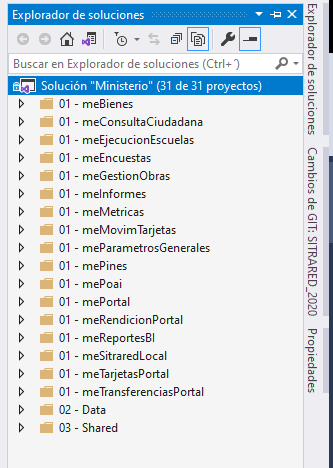 Explorador de soluciones
Buscar en Explorador de soluciones (Ctrl+´)
Solución "Ministerio" (31 de 31 proyectos)
01 - meBienes
01 - meConsultaCiudadana
01 - meEjecucionEscuelas
01 - meEncuestas
01 - meGestionObras
01 - meInformes
01 - meMetricas
01 - meMovimTarjetas
01 - meParametrosGenerales
01 - mePines
01 - mePoai
01 - mePortal
01 - meRendicionPortal
01 - meReportesBI
01 - meSitraredLocal
01 - meTarjetasPortal
01 - meTransferenciasPortal
02 - Data
03 - Shared
Explorador de soluciones
Cambios de GIT: SITRARED_2020
Propiedades